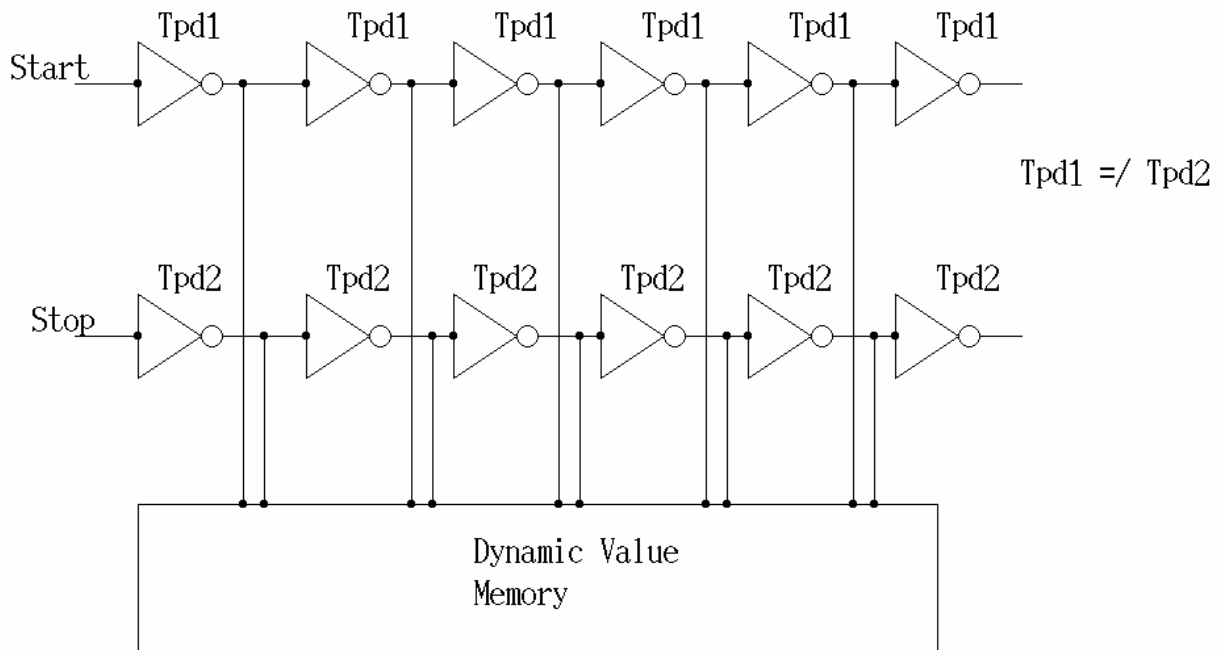 Tpd1 Tpd1 Tpd1 Tpd1 Tpd1 Tpd1
Start
Tpd1 =/ Tpd2
Tpd2 Tpd2 Tpd2 Tpd2 Tpd2 Tpd2
Stop
Dynamic Value
Memory